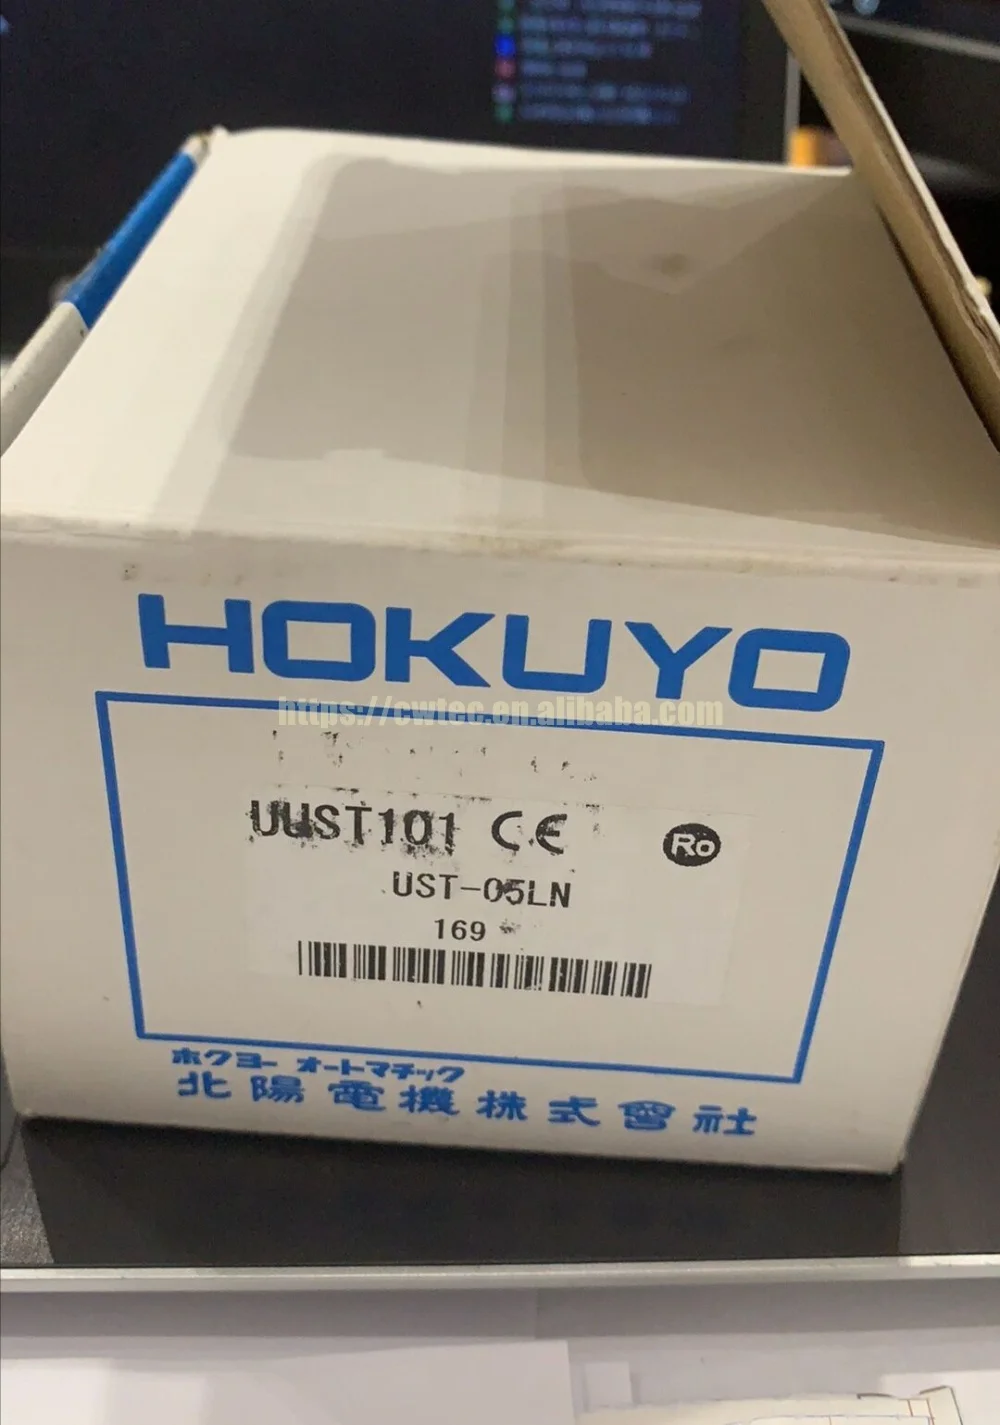 HOKUYO
https://cwtec.en.alibaba.com
UUST101 CE Ro
UST-05LN
169
ホクヨー オートマチック
北陽電機株式會社